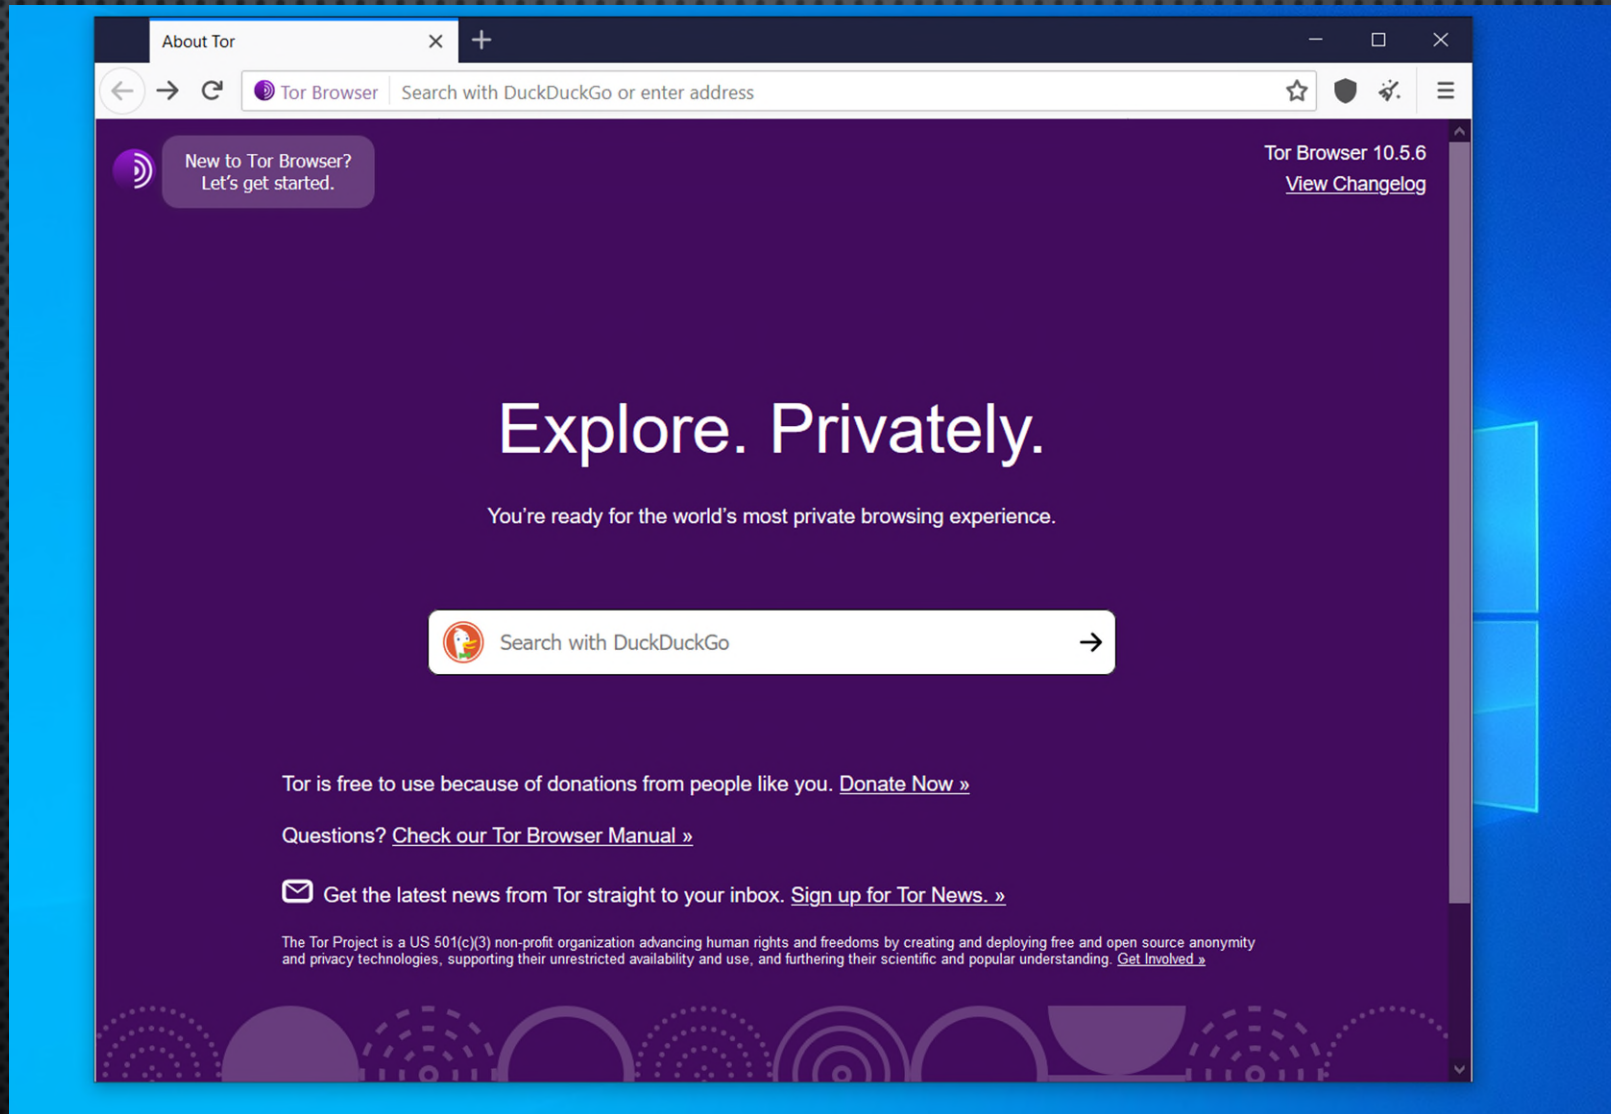 About Tor
Tor Browser
Search with DuckDuckGo or enter address
New to Tor Browser?
Let's get started.
Tor Browser 10.5.6
View Changelog
Explore. Privately.
You're ready for the world's most private browsing experience.
Search with DuckDuckGo
Tor is free to use because of donations from people like you. Donate Now »
Questions? Check our Tor Browser Manual »
Get the latest news from Tor straight to your inbox. Sign up for Tor News. »
The Tor Project is a US 501(c)(3) non-profit organization advancing human rights and freedoms by creating and deploying free and open source anonymity
and privacy technologies, supporting their unrestricted availability and use, and furthering their scientific and popular understanding. Get Involved »